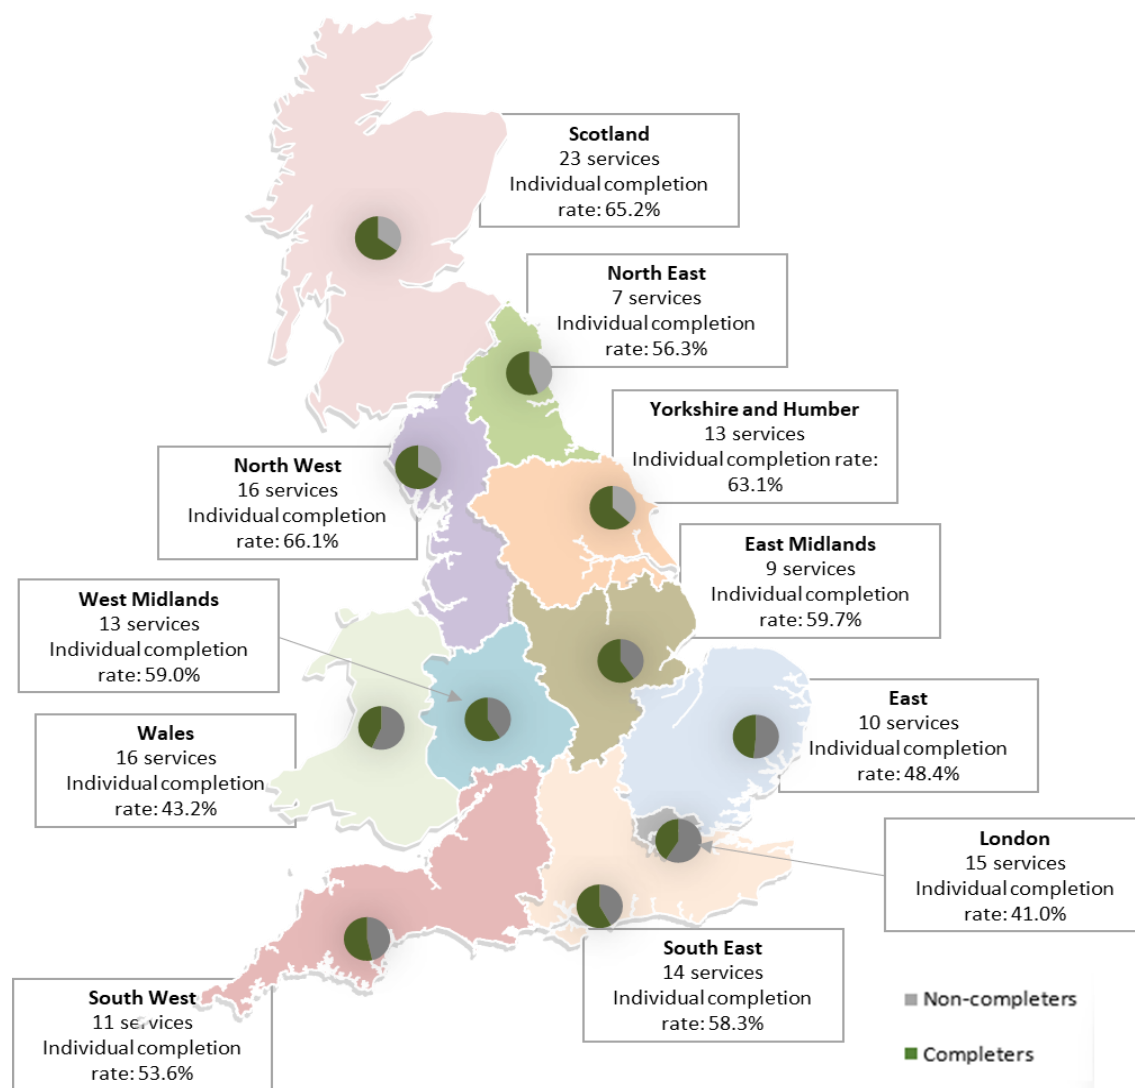 Scotland
23 services
Individual completion
rate: 65.2%
North East
7 services
Individual completion
rate: 56.3%
Yorkshire and Humber
13 services
Individual completion rate:
63.1%
North West
16 services
Individual completion
rate: 66.1%
East Midlands
9 services
Individual completion
rate: 59.7%
West Midlands
13 services
Individual completion
rate: 59.0%
East
10 services
Individual completion
rate: 48.4%
Wales
16 services
Individual completion
rate: 43.2%
London
15 services
Individual completion
rate: 41.0%
South East
14 services
Individual completion
rate: 58.3%
South West
11 services
Individual completion
rate: 53.6%
Non-completers
Completers